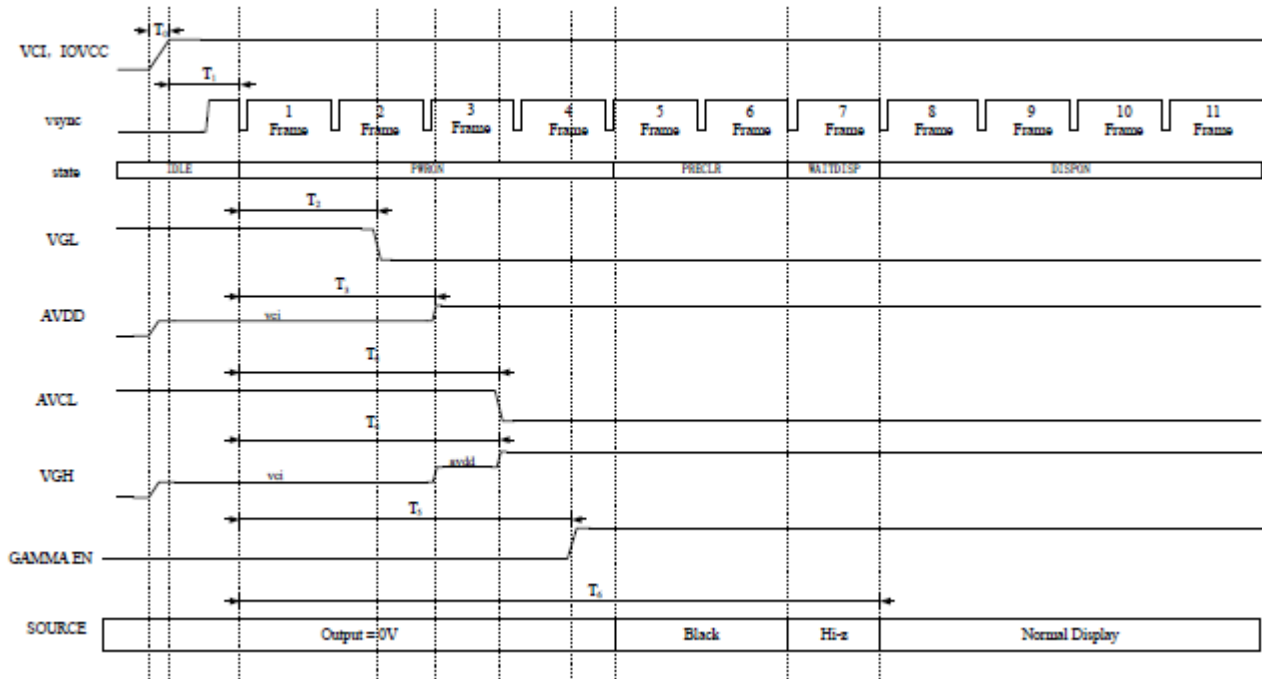 T₀
VCI, IOVCC
T₁
vsync
1 Frame 2 Frame 3 Frame 4 Frame 5 Frame 6 Frame 7 Frame 8 Frame 9 Frame 10 Frame 11 Frame
state IDLE PWRON PRECLR WAITDISP DISPON
T₂
VGL
T₃
AVDD vci
T₄
AVCL
T₄
VGH vci avdd
T₅
GAMMA EN
T₆
SOURCE Output = 0V Black Hi-z Normal Display